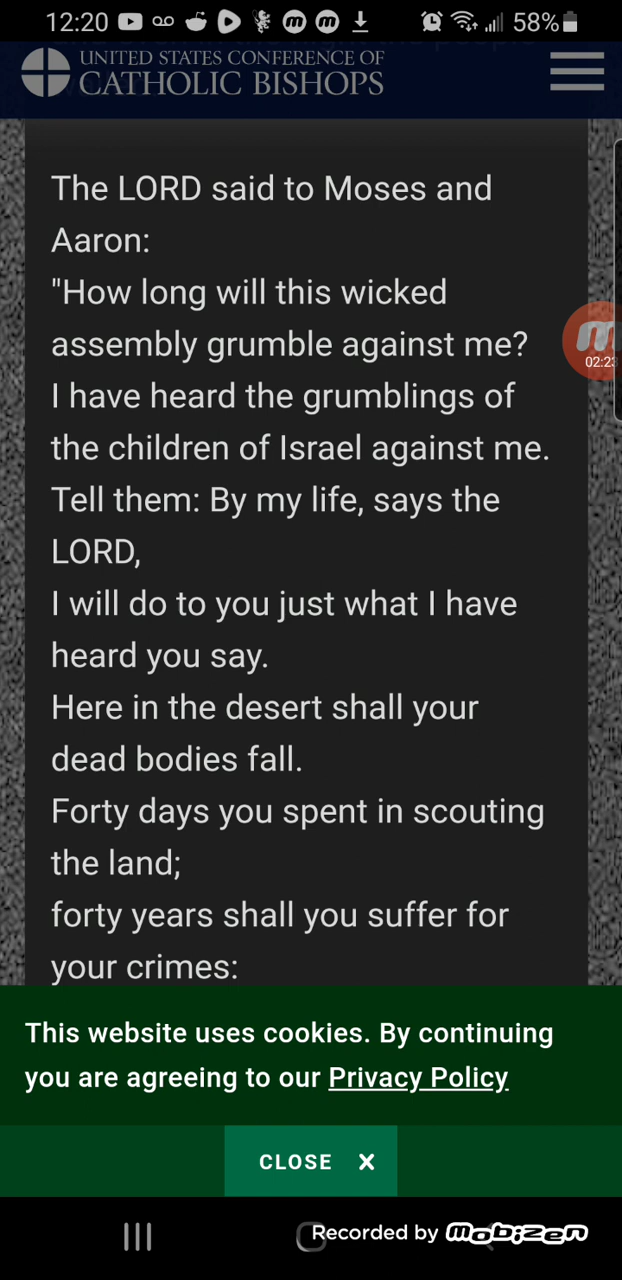 12:20
58%
UNITED STATES CONFERENCE OF
CATHOLIC BISHOPS
The LORD said to Moses and
Aaron:
"How long will this wicked
assembly grumble against me?
I have heard the grumblings of
the children of Israel against me.
Tell them: By my life, says the
LORD,
I will do to you just what I have
heard you say.
Here in the desert shall your
dead bodies fall.
Forty days you spent in scouting
the land;
forty years shall you suffer for
your crimes:
02:23
This website uses cookies. By continuing
you are agreeing to our Privacy Policy
CLOSE X
Recorded by Mobizen